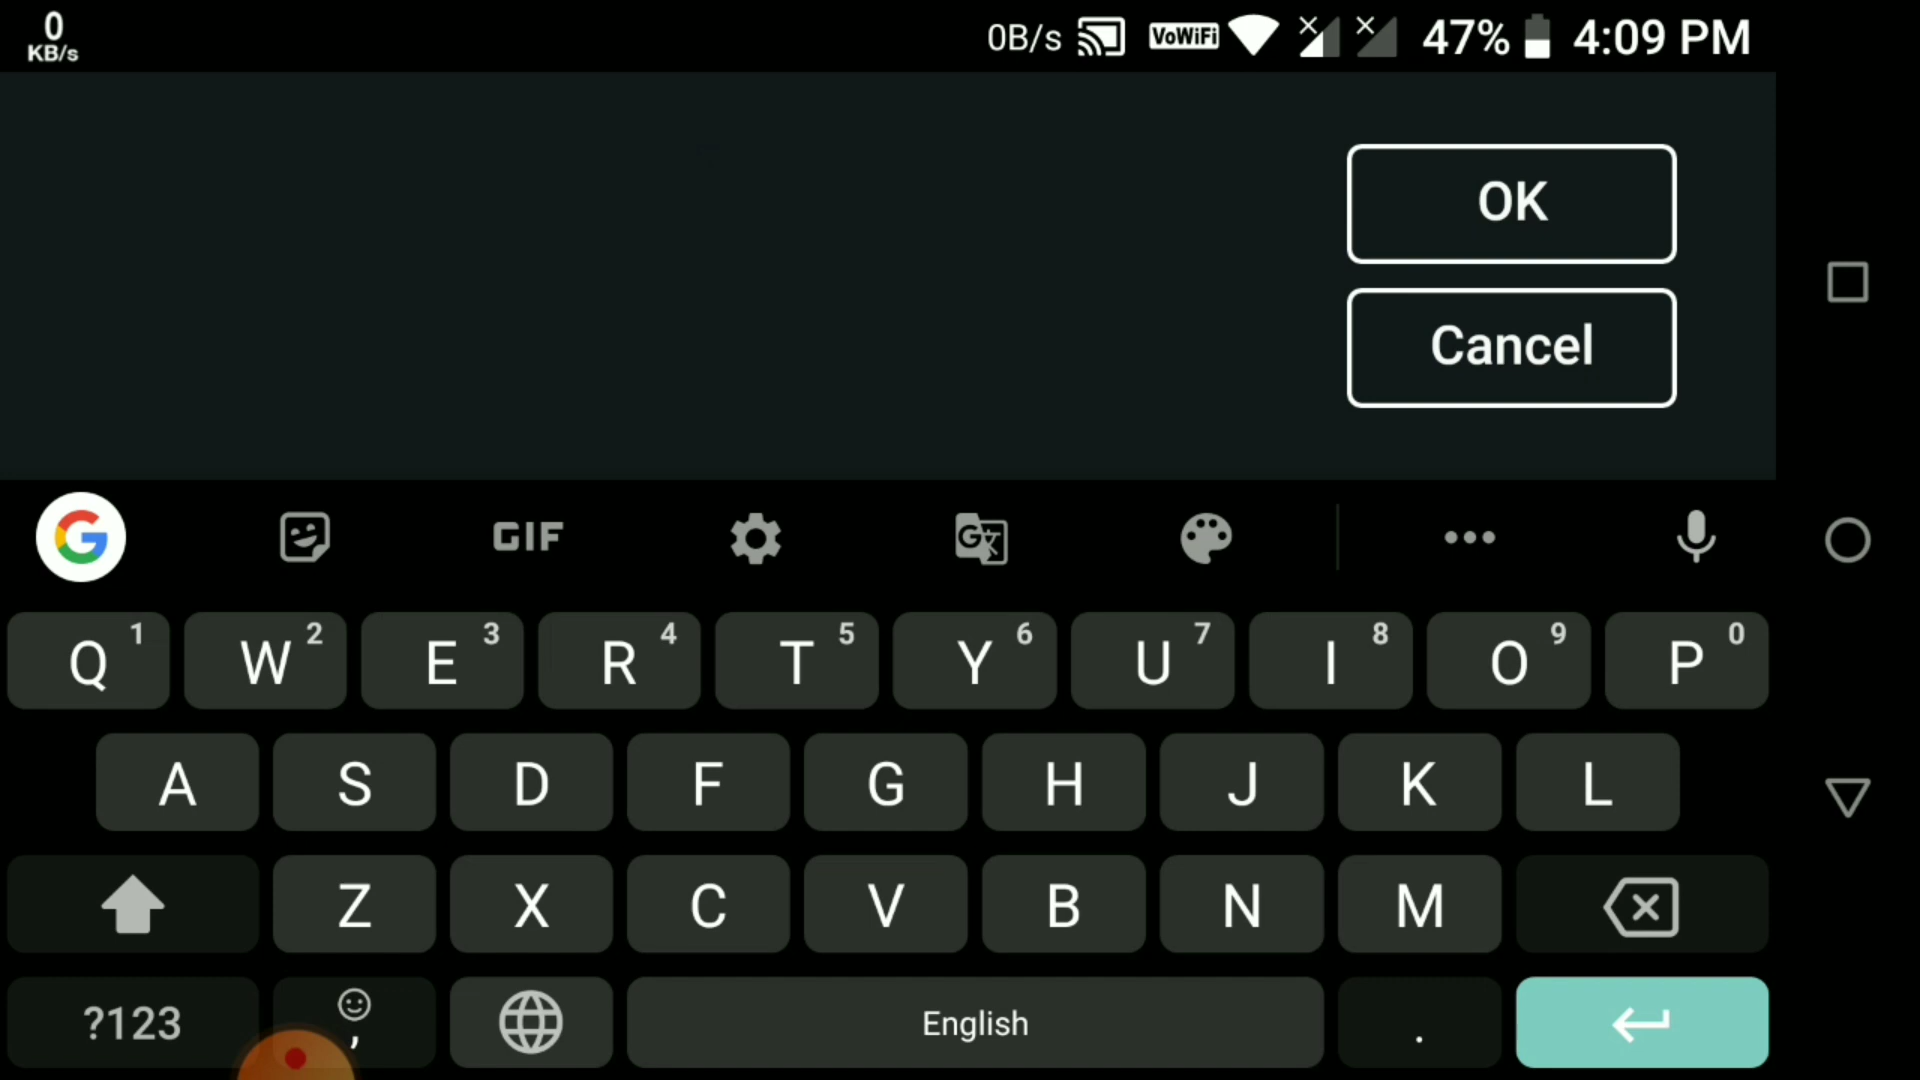 0
KB/s
0B/s VoWiFi 47% 4:09 PM
OK
Cancel
G GIF G
Q 1 W 2 E 3 R 4 T 5 Y 6 U 7 I 8 O 9 P 0
A S D F G H J K L
Z X C V B N M
?123 , English .